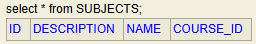 select * from SUBJECTS;
ID DESCRIPTION NAME COURSE_ID